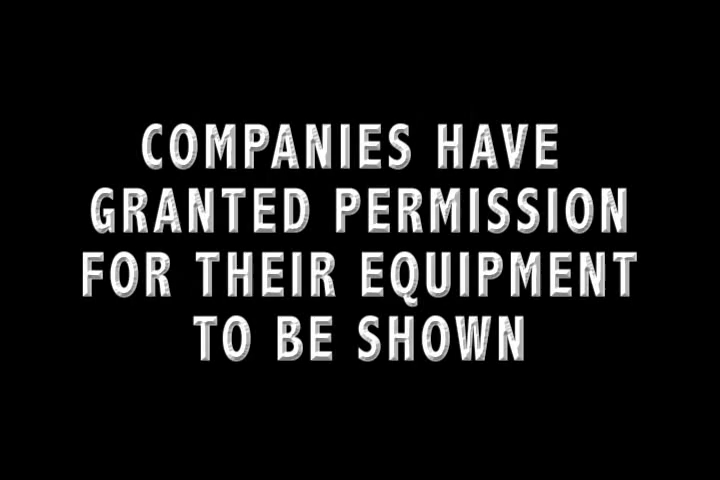 COMPANIES HAVE
GRANTED PERMISSION
FOR THEIR EQUIPMENT
TO BE SHOWN